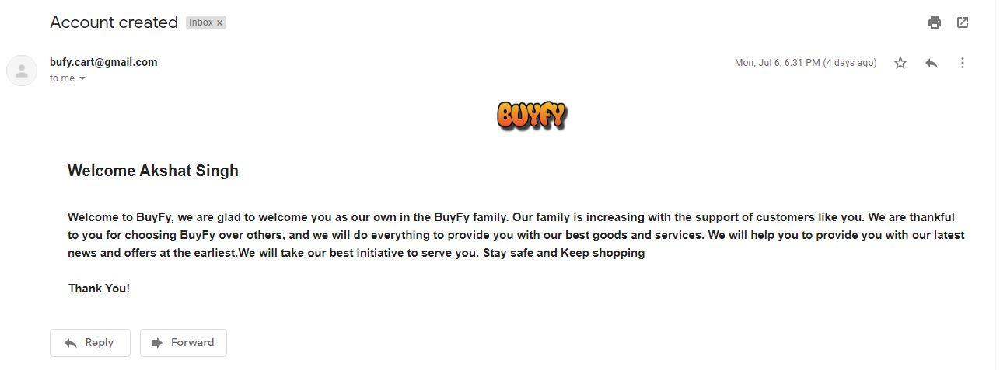 Account created Inbox x
bufy.cart@gmail.com Mon, Jul 6, 6:31 PM (4 days ago)
to me
BUYFY
Welcome Akshat Singh
Welcome to BuyFy, we are glad to welcome you as our own in the BuyFy family. Our family is increasing with the support of customers like you. We are thankful
to you for choosing BuyFy over others, and we will do everything to provide you with our best goods and services. We will help you to provide you with our latest
news and offers at the earliest.We will take our best initiative to serve you. Stay safe and Keep shopping
Thank You!
Reply Forward